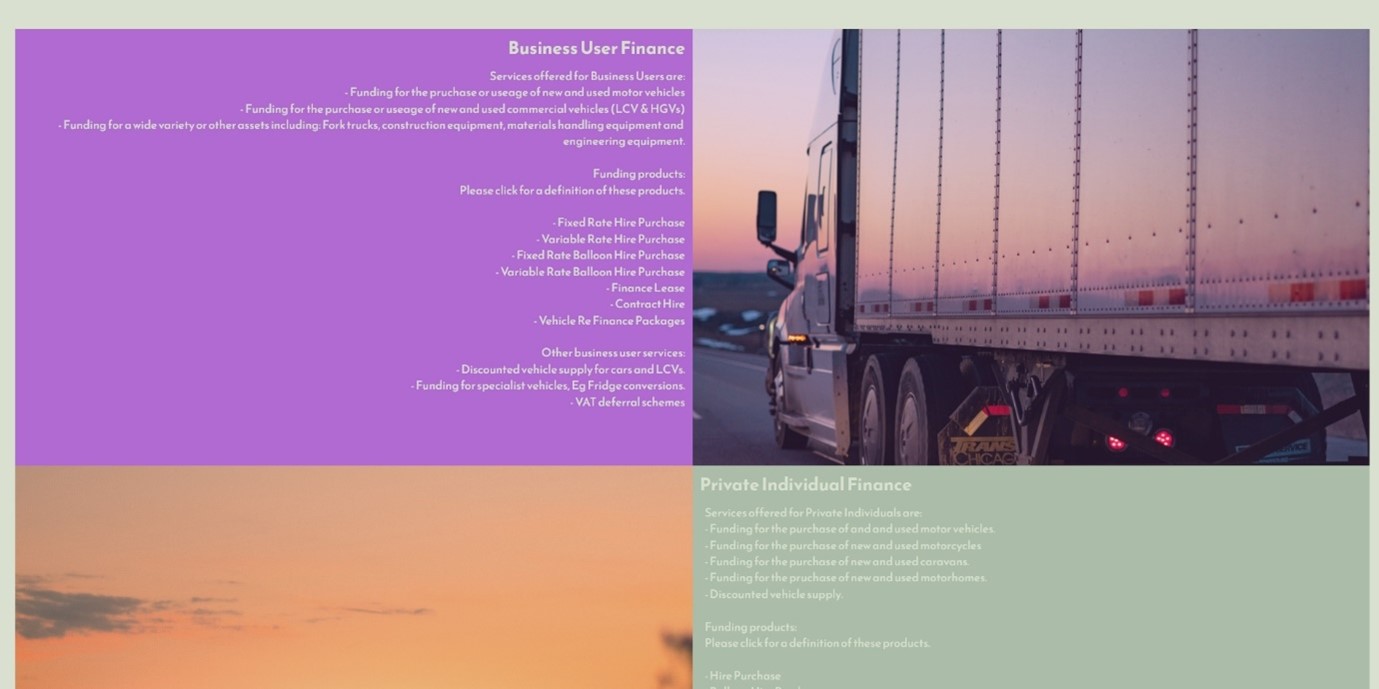 Business User Finance
Services offered for Business Users are:
- Funding for the pruchase or useage of new and used motor vehicles
- Funding for the purchase or useage of new and used commercial vehicles (LCV & HGVs)
- Funding for a wide variety or other assets including: Fork trucks, construction equipment, materials handling equipment and
engineering equipment.
Funding products:
Please click for a definition of these products.
- Fixed Rate Hire Purchase
- Variable Rate Hire Purchase
- Fixed Rate Balloon Hire Purchase
- Variable Rate Balloon Hire Purchase
- Finance Lease
- Contract Hire
- Vehicle Re Finance Packages
Other business user services:
- Discounted vehicle supply for cars and LCVs.
- Funding for specialist vehicles, Eg Fridge conversions.
- VAT deferral schemes
TRANS
CHICAG
Private Individual Finance
Services offered for Private Individuals are:
- Funding for the purchase of and and used motor vehicles.
- Funding for the purchase of new and used motorcycles
- Funding for the purchase of new and used caravans.
- Funding for the pruchase of new and used motorhomes.
- Discounted vehicle supply.
Funding products:
Please click for a definition of these products.
- Hire Purchase